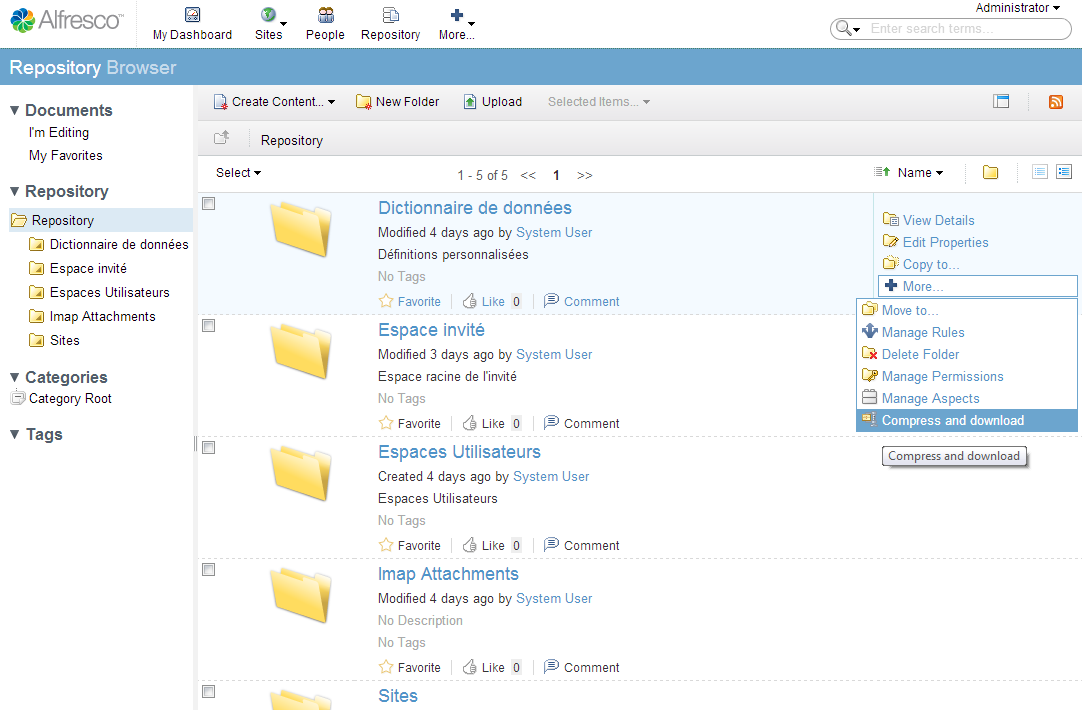 Alfresco™
My Dashboard Sites People Repository More...
Administrator
Enter search terms...
Repository Browser
Documents
I'm Editing
My Favorites
Repository
Repository
Dictionnaire de données
Espace invité
Espaces Utilisateurs
Imap Attachments
Sites
Categories
Category Root
Tags
Create Content... New Folder Upload Selected Items...
Repository
Select 1 - 5 of 5 << 1 >> Name
Dictionnaire de données
Modified 4 days ago by System User
Définitions personnalisées
No Tags
Favorite Like 0 Comment
View Details
Edit Properties
Copy to...
More...
Move to...
Manage Rules
Delete Folder
Manage Permissions
Manage Aspects
Compress and download
Compress and download
Espace invité
Modified 3 days ago by System User
Espace racine de l'invité
No Tags
Favorite Like 0 Comment
Espaces Utilisateurs
Created 4 days ago by System User
Espaces Utilisateurs
No Tags
Favorite Like 0 Comment
Imap Attachments
Modified 4 days ago by System User
No Description
No Tags
Favorite Like 0 Comment
Sites